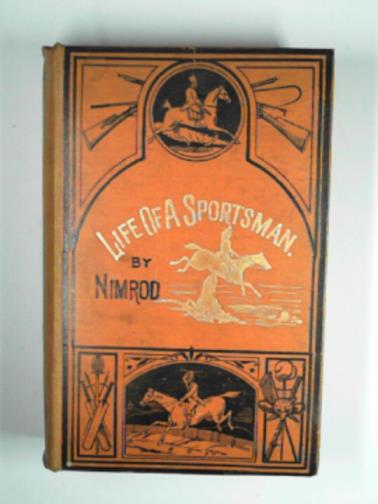 LIFE OF A SPORTSMAN.
BY
NIMROD